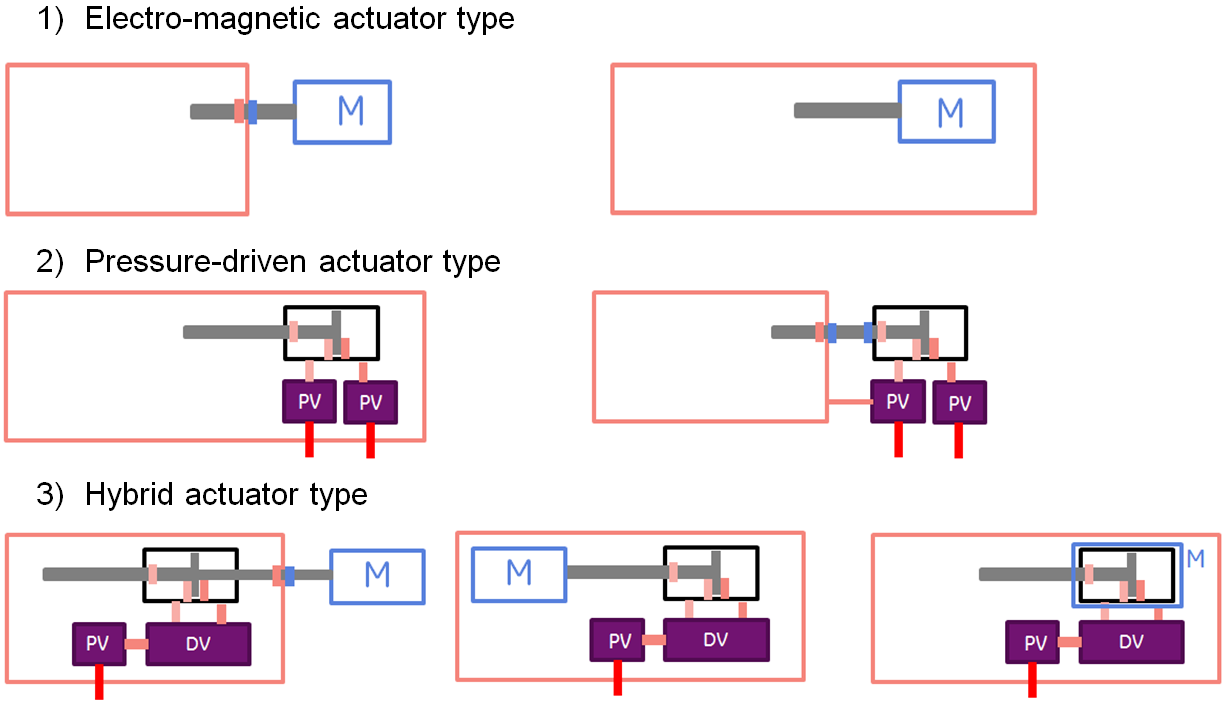 1) Electro-magnetic actuator type
M M
2) Pressure-driven actuator type
PV PV PV PV
3) Hybrid actuator type
M M M
PV DV PV DV PV DV